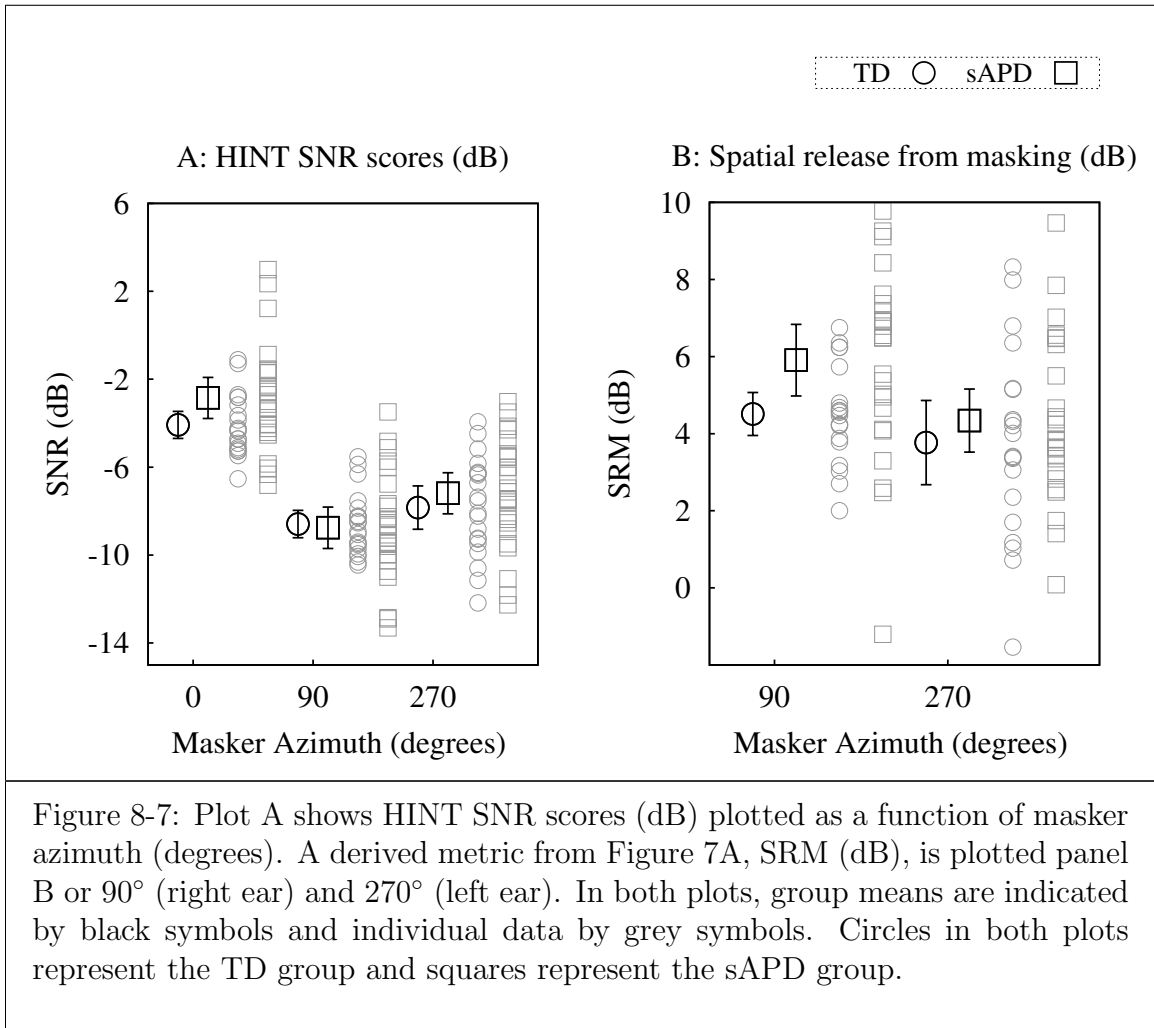 TD sAPD
A: HINT SNR scores (dB)
B: Spatial release from masking (dB)
6
2
-2
-6
-10
-14
SNR (dB)
0 90 270
Masker Azimuth (degrees)
10
8
6
4
2
0
SRM (dB)
90 270
Masker Azimuth (degrees)
Figure 8-7: Plot A shows HINT SNR scores (dB) plotted as a function of masker
azimuth (degrees). A derived metric from Figure 7A, SRM (dB), is plotted panel
B or 90° (right ear) and 270° (left ear). In both plots, group means are indicated
by black symbols and individual data by grey symbols. Circles in both plots
represent the TD group and squares represent the sAPD group.